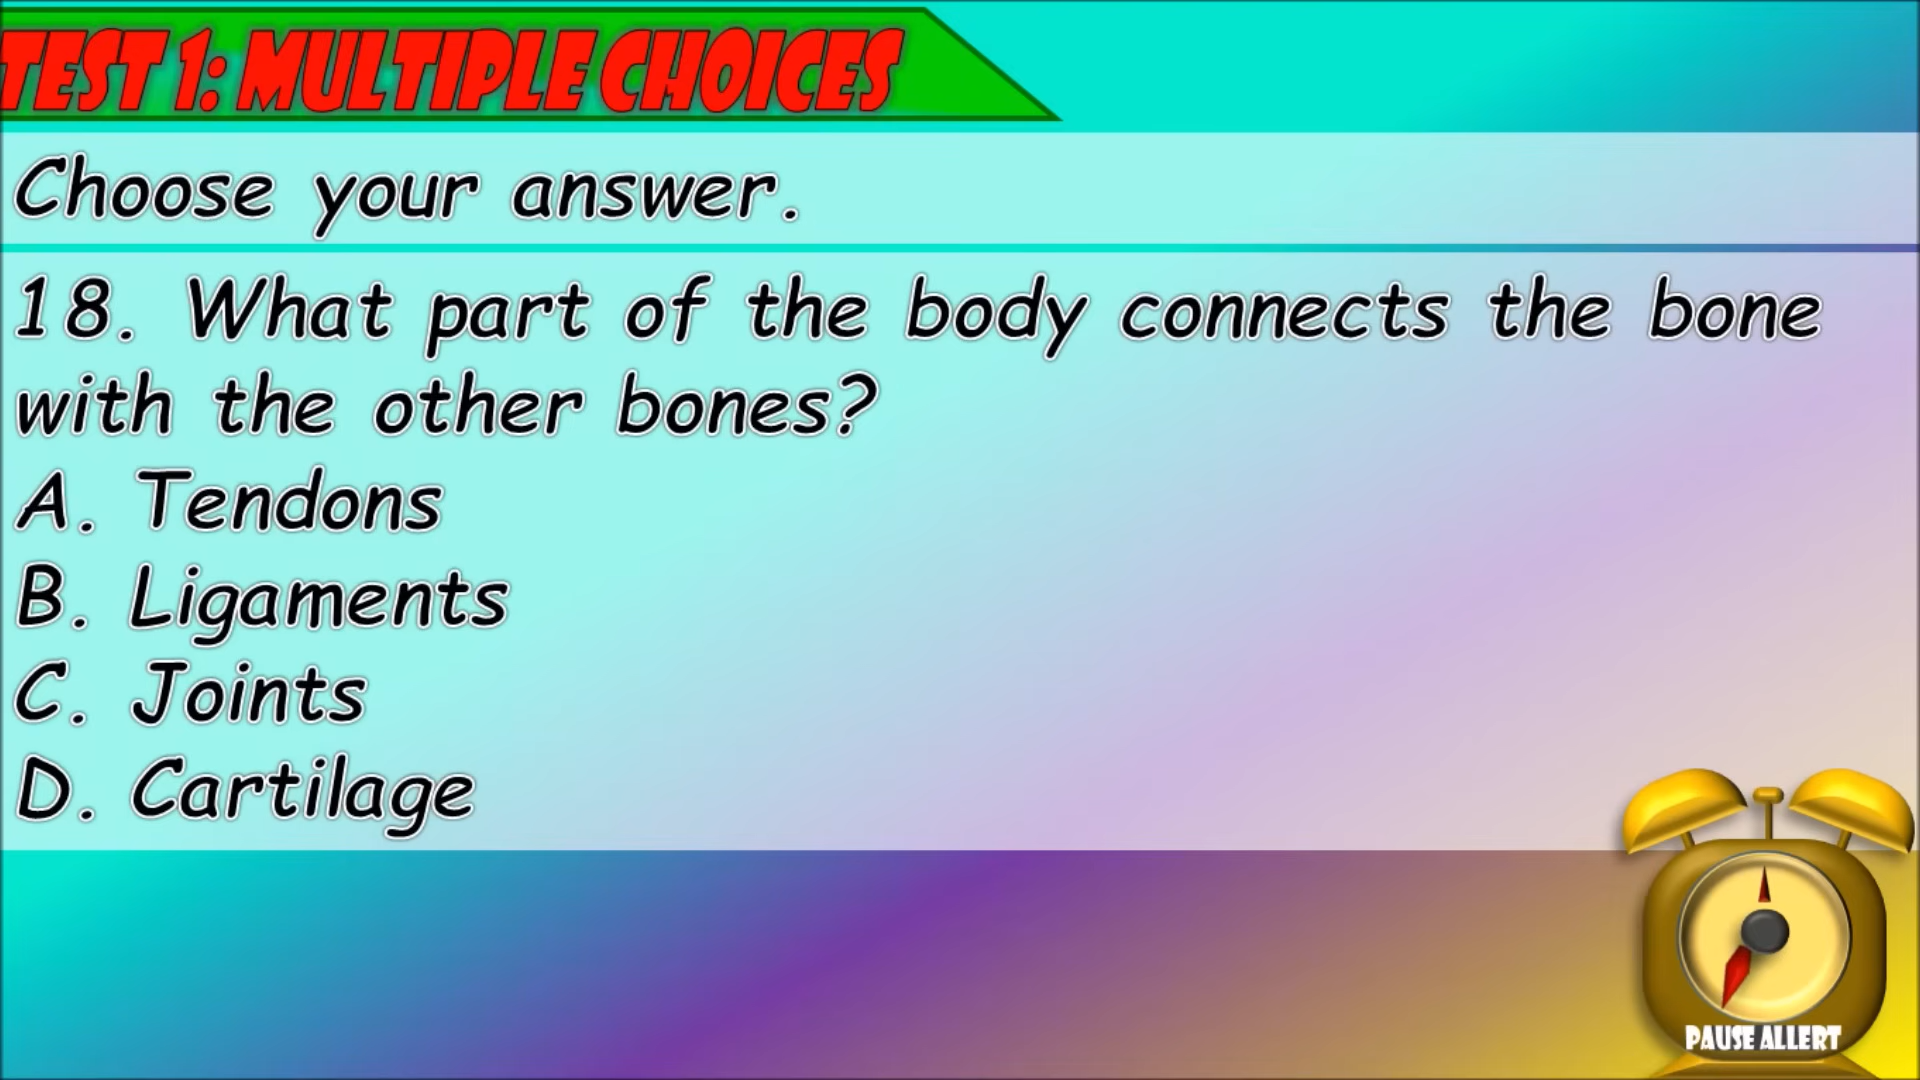 TEST 1: MULTIPLE CHOICES
Choose your answer.
18. What part of the body connects the bone
with the other bones?
A. Tendons
B. Ligaments
C. Joints
D. Cartilage
PAUSE ALLERT